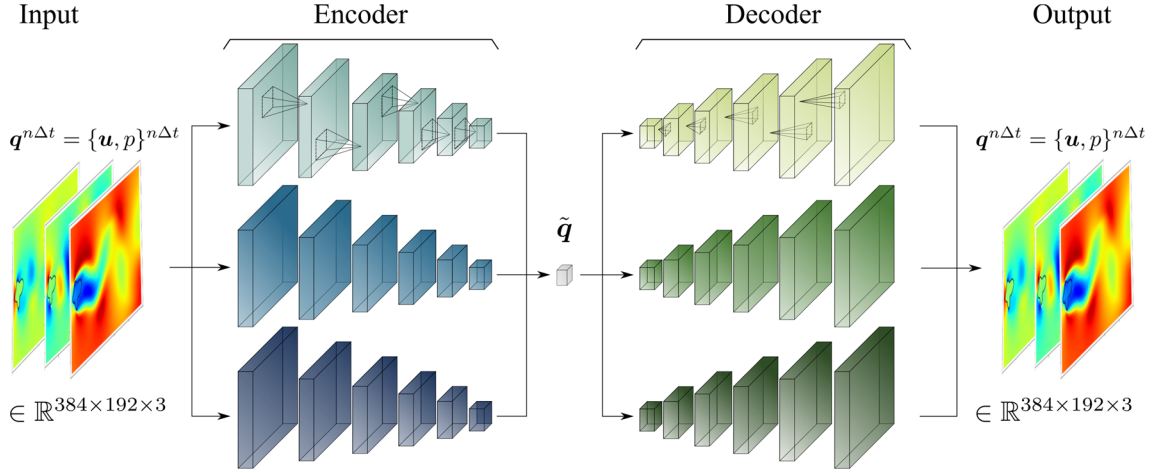 Input
Encoder
Decoder
Output
𝒒^{nΔt} = {𝒖, p}^{nΔt}
∈ ℝ^{384×192×3}
q̃
𝒒^{nΔt} = {𝒖, p}^{nΔt}
∈ ℝ^{384×192×3}